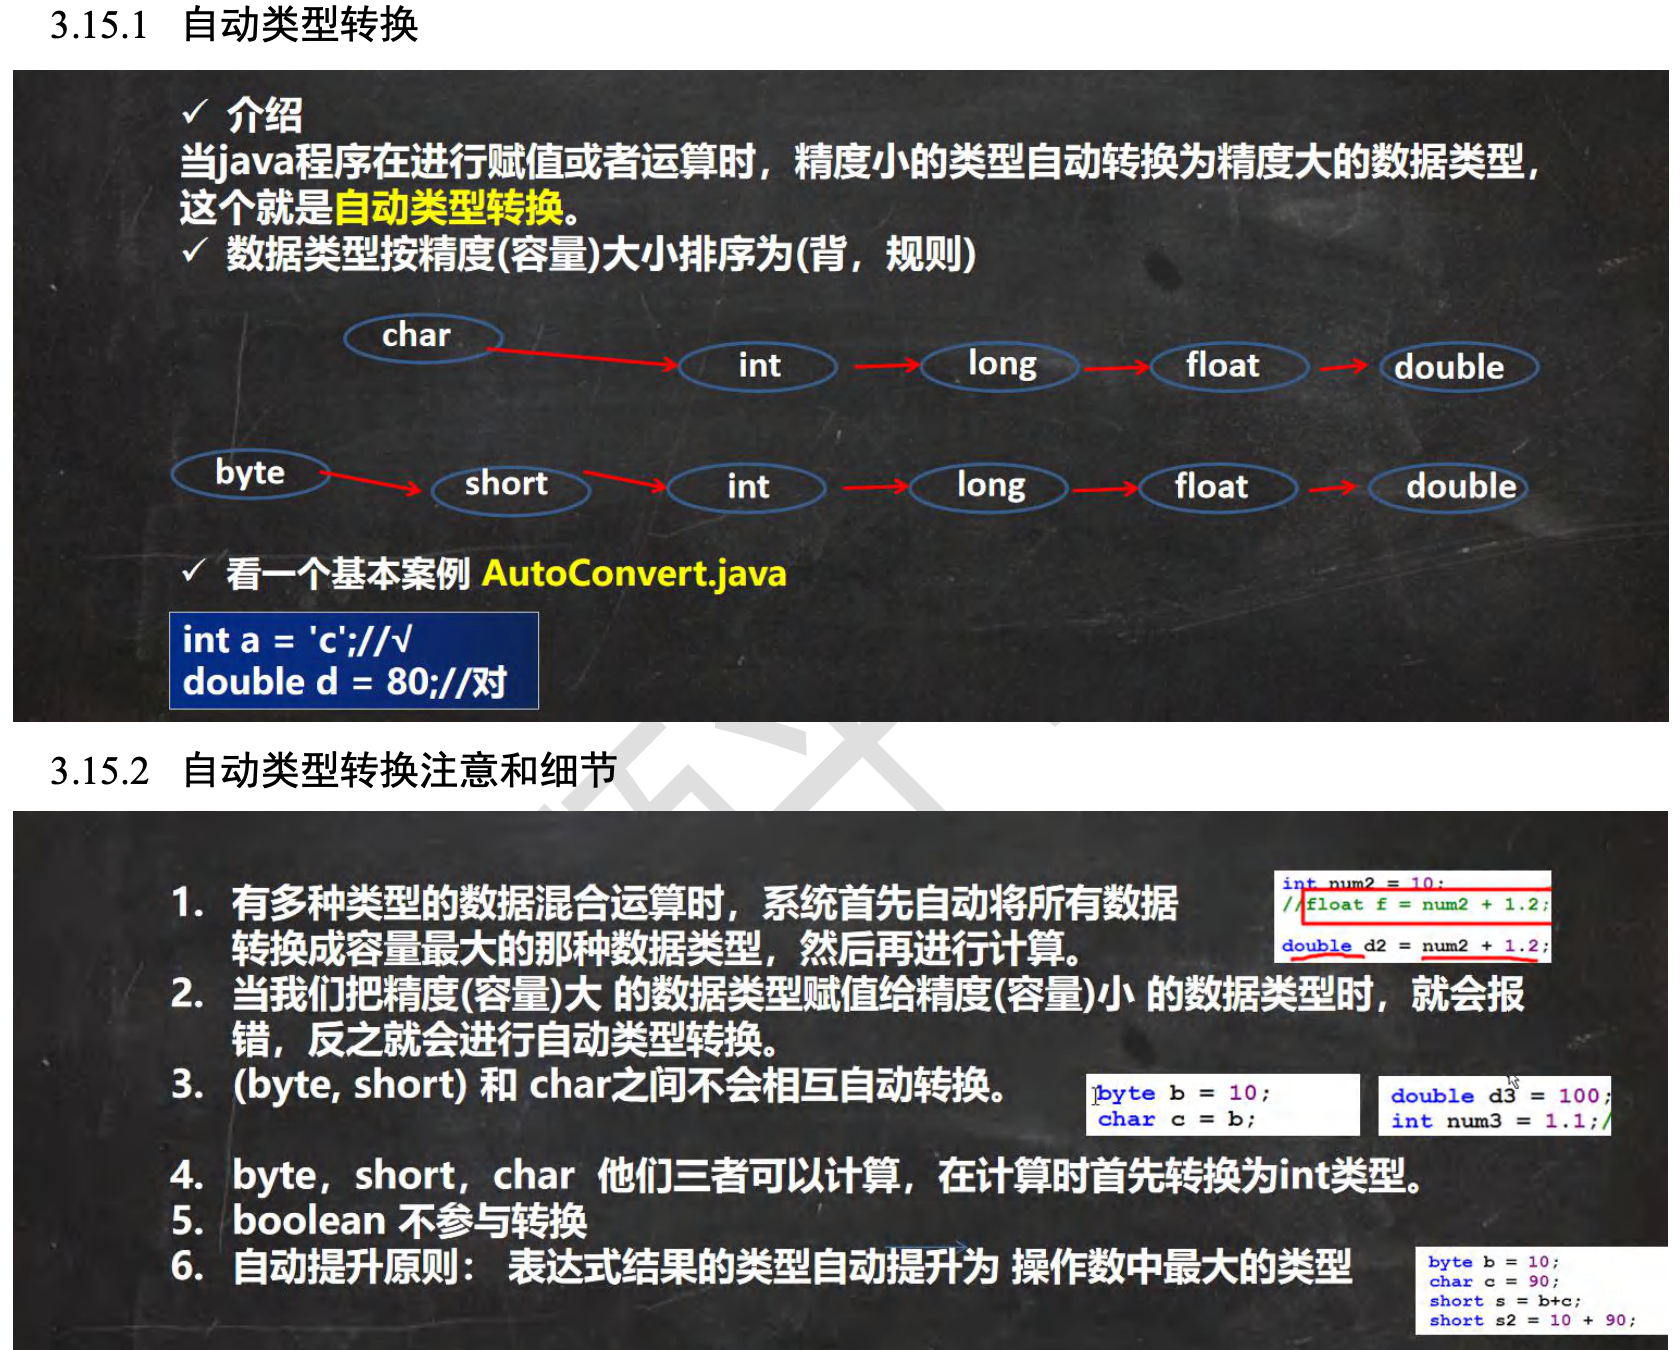 3.15.1 自动类型转换
✓ 介绍
当java程序在进行赋值或者运算时，精度小的类型自动转换为精度大的数据类型，
这个就是自动类型转换。
✓ 数据类型按精度(容量)大小排序为(背，规则)
char
int
long
float
double
byte
short
int
long
float
double
✓ 看一个基本案例 AutoConvert.java
int a = 'c';//√
double d = 80;//对
3.15.2 自动类型转换注意和细节
1. 有多种类型的数据混合运算时，系统首先自动将所有数据
转换成容量最大的那种数据类型，然后再进行计算。
int num2 = 10;
//float f = num2 + 1.2;
double d2 = num2 + 1.2;
2. 当我们把精度(容量)大 的数据类型赋值给精度(容量)小 的数据类型时，就会报
错，反之就会进行自动类型转换。
3. (byte, short) 和 char之间不会相互自动转换。
byte b = 10;
char c = b;
double d3 = 100;
int num3 = 1.1;/
4. byte，short，char 他们三者可以计算，在计算时首先转换为int类型。
5. boolean 不参与转换
6. 自动提升原则： 表达式结果的类型自动提升为 操作数中最大的类型
byte b = 10;
char c = 90;
short s = b+c;
short s2 = 10 + 90;